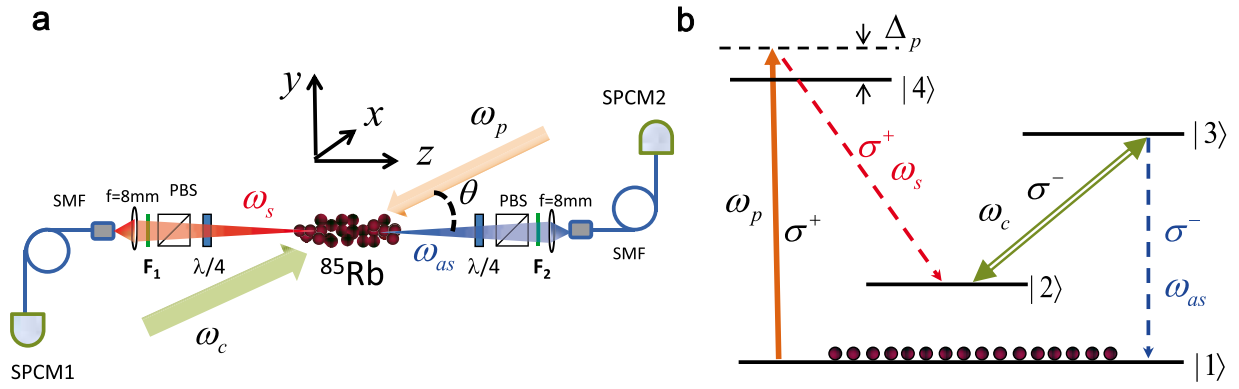 a
y
x
z
ω_p
θ
SPCM2
SMF
f=8mm
PBS
F₁
λ/4
ω_s
⁸⁵Rb
ω_as
λ/4
PBS
f=8mm
F₂
SMF
ω_c
SPCM1
b
Δ_p
|4⟩
|3⟩
σ⁺
ω_s
ω_p
σ⁺
ω_c
σ⁻
σ⁻
ω_as
|2⟩
|1⟩